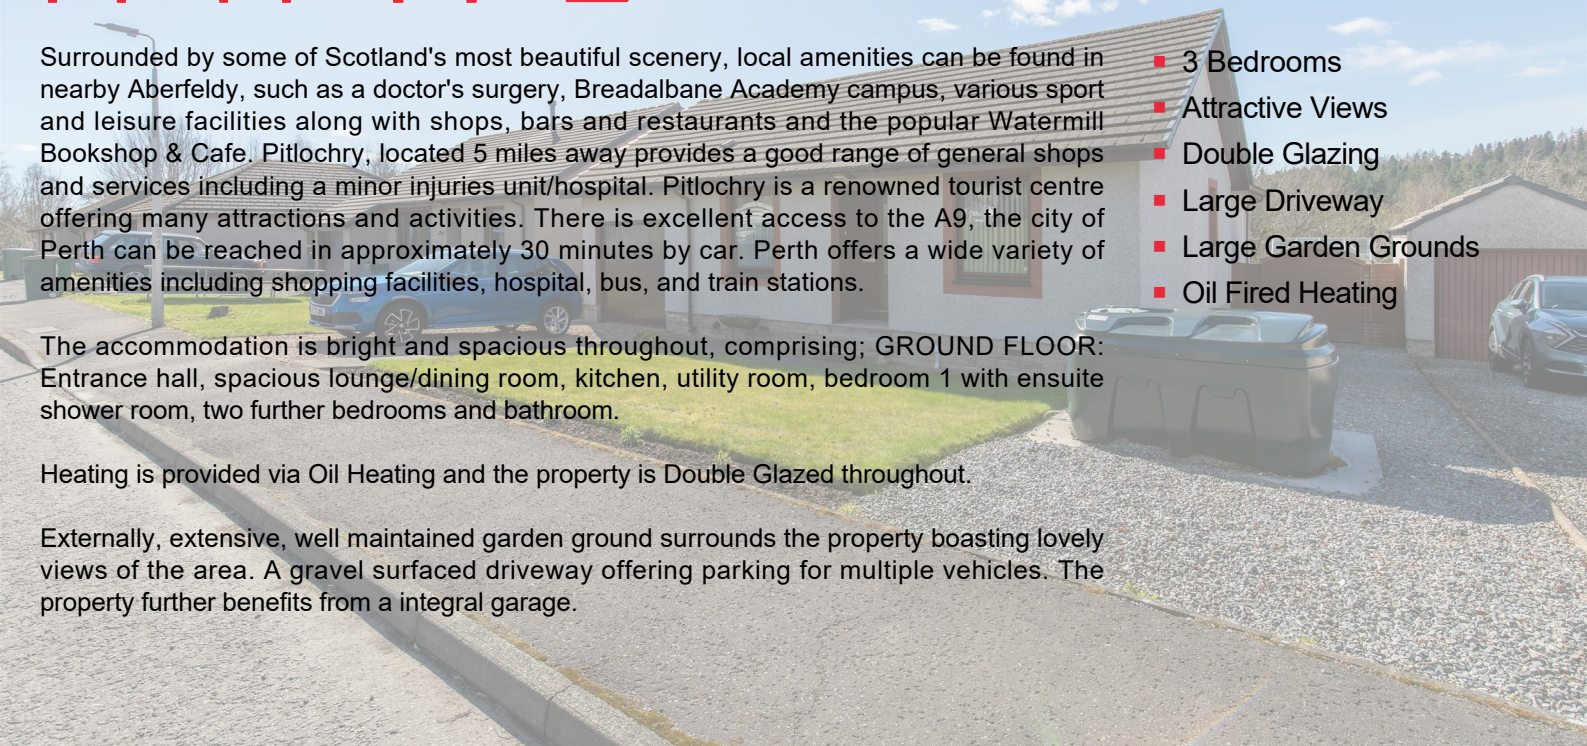 Surrounded by some of Scotland's most beautiful scenery, local amenities can be found in
nearby Aberfeldy, such as a doctor's surgery, Breadalbane Academy campus, various sport
and leisure facilities along with shops, bars and restaurants and the popular Watermill
Bookshop & Cafe. Pitlochry, located 5 miles away provides a good range of general shops
and services including a minor injuries unit/hospital. Pitlochry is a renowned tourist centre
offering many attractions and activities. There is excellent access to the A9, the city of
Perth can be reached in approximately 30 minutes by car. Perth offers a wide variety of
amenities including shopping facilities, hospital, bus, and train stations.
The accommodation is bright and spacious throughout, comprising; GROUND FLOOR:
Entrance hall, spacious lounge/dining room, kitchen, utility room, bedroom 1 with ensuite
shower room, two further bedrooms and bathroom.
Heating is provided via Oil Heating and the property is Double Glazed throughout.
Externally, extensive, well maintained garden ground surrounds the property boasting lovely
views of the area. A gravel surfaced driveway offering parking for multiple vehicles. The
property further benefits from a integral garage.
3 Bedrooms
Attractive Views
Double Glazing
Large Driveway
Large Garden Grounds
Oil Fired Heating